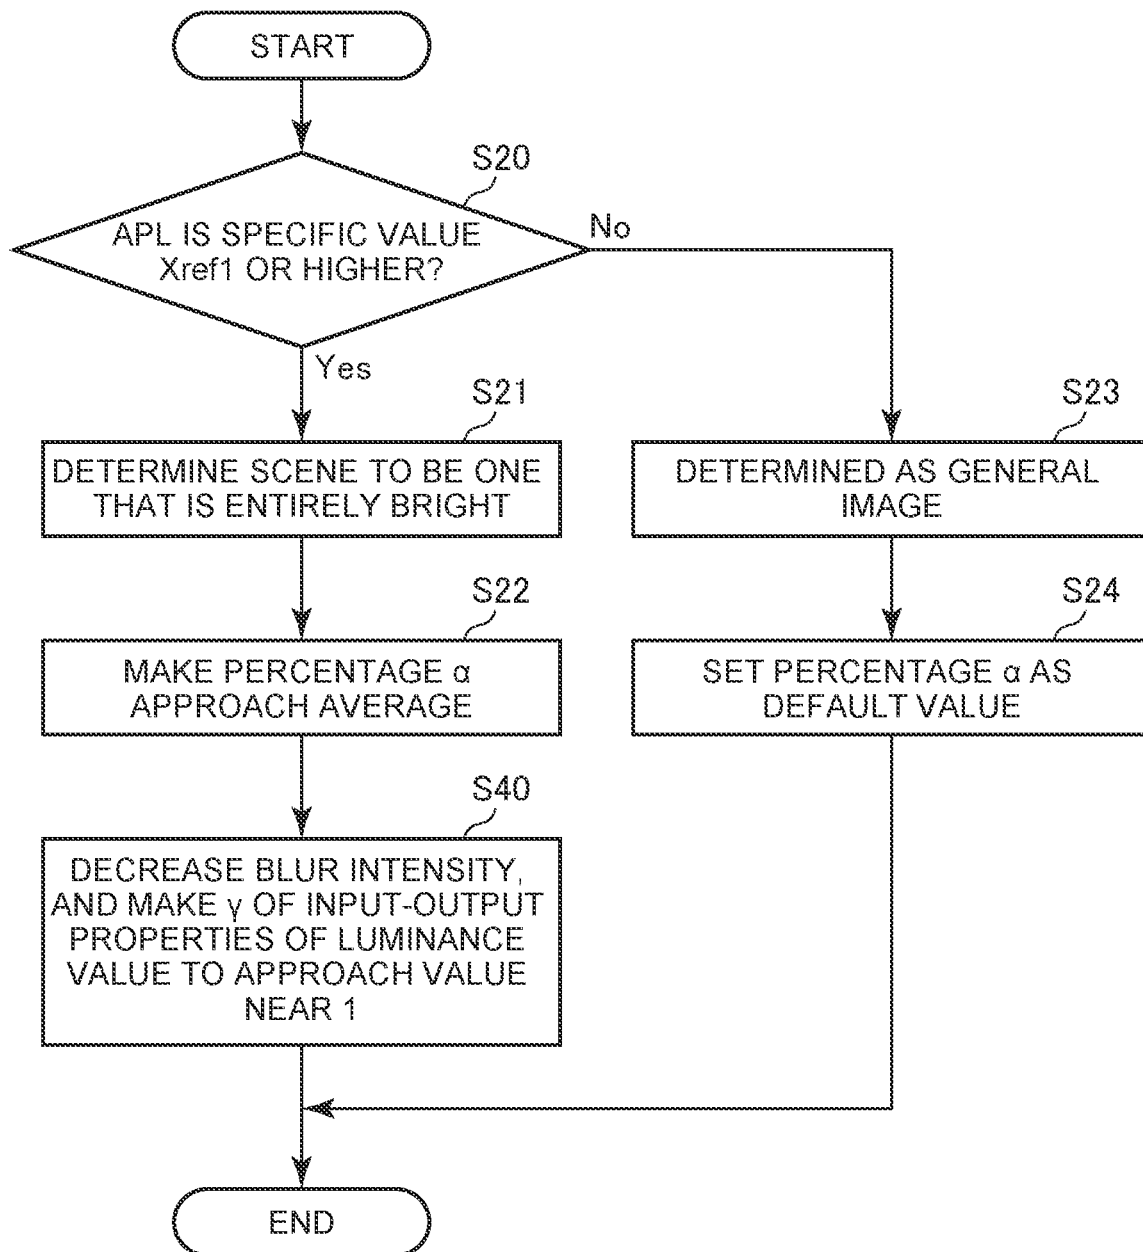 START
S20
APL IS SPECIFIC VALUE
Xref1 OR HIGHER?
No
Yes
S21
DETERMINE SCENE TO BE ONE
THAT IS ENTIRELY BRIGHT
S23
DETERMINED AS GENERAL
IMAGE
S22
MAKE PERCENTAGE α
APPROACH AVERAGE
S24
SET PERCENTAGE α AS
DEFAULT VALUE
S40
DECREASE BLUR INTENSITY,
AND MAKE γ OF INPUT-OUTPUT
PROPERTIES OF LUMINANCE
VALUE TO APPROACH VALUE
NEAR 1
END